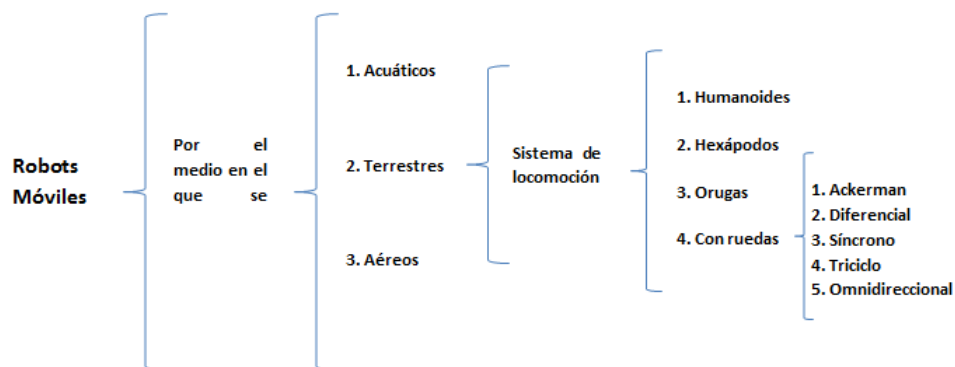 Robots
Móviles
Por el
medio en el
que se
1. Acuáticos
2. Terrestres
3. Aéreos
Sistema de
locomoción
1. Humanoides
2. Hexápodos
3. Orugas
4. Con ruedas
1. Ackerman
2. Diferencial
3. Síncrono
4. Triciclo
5. Omnidireccional